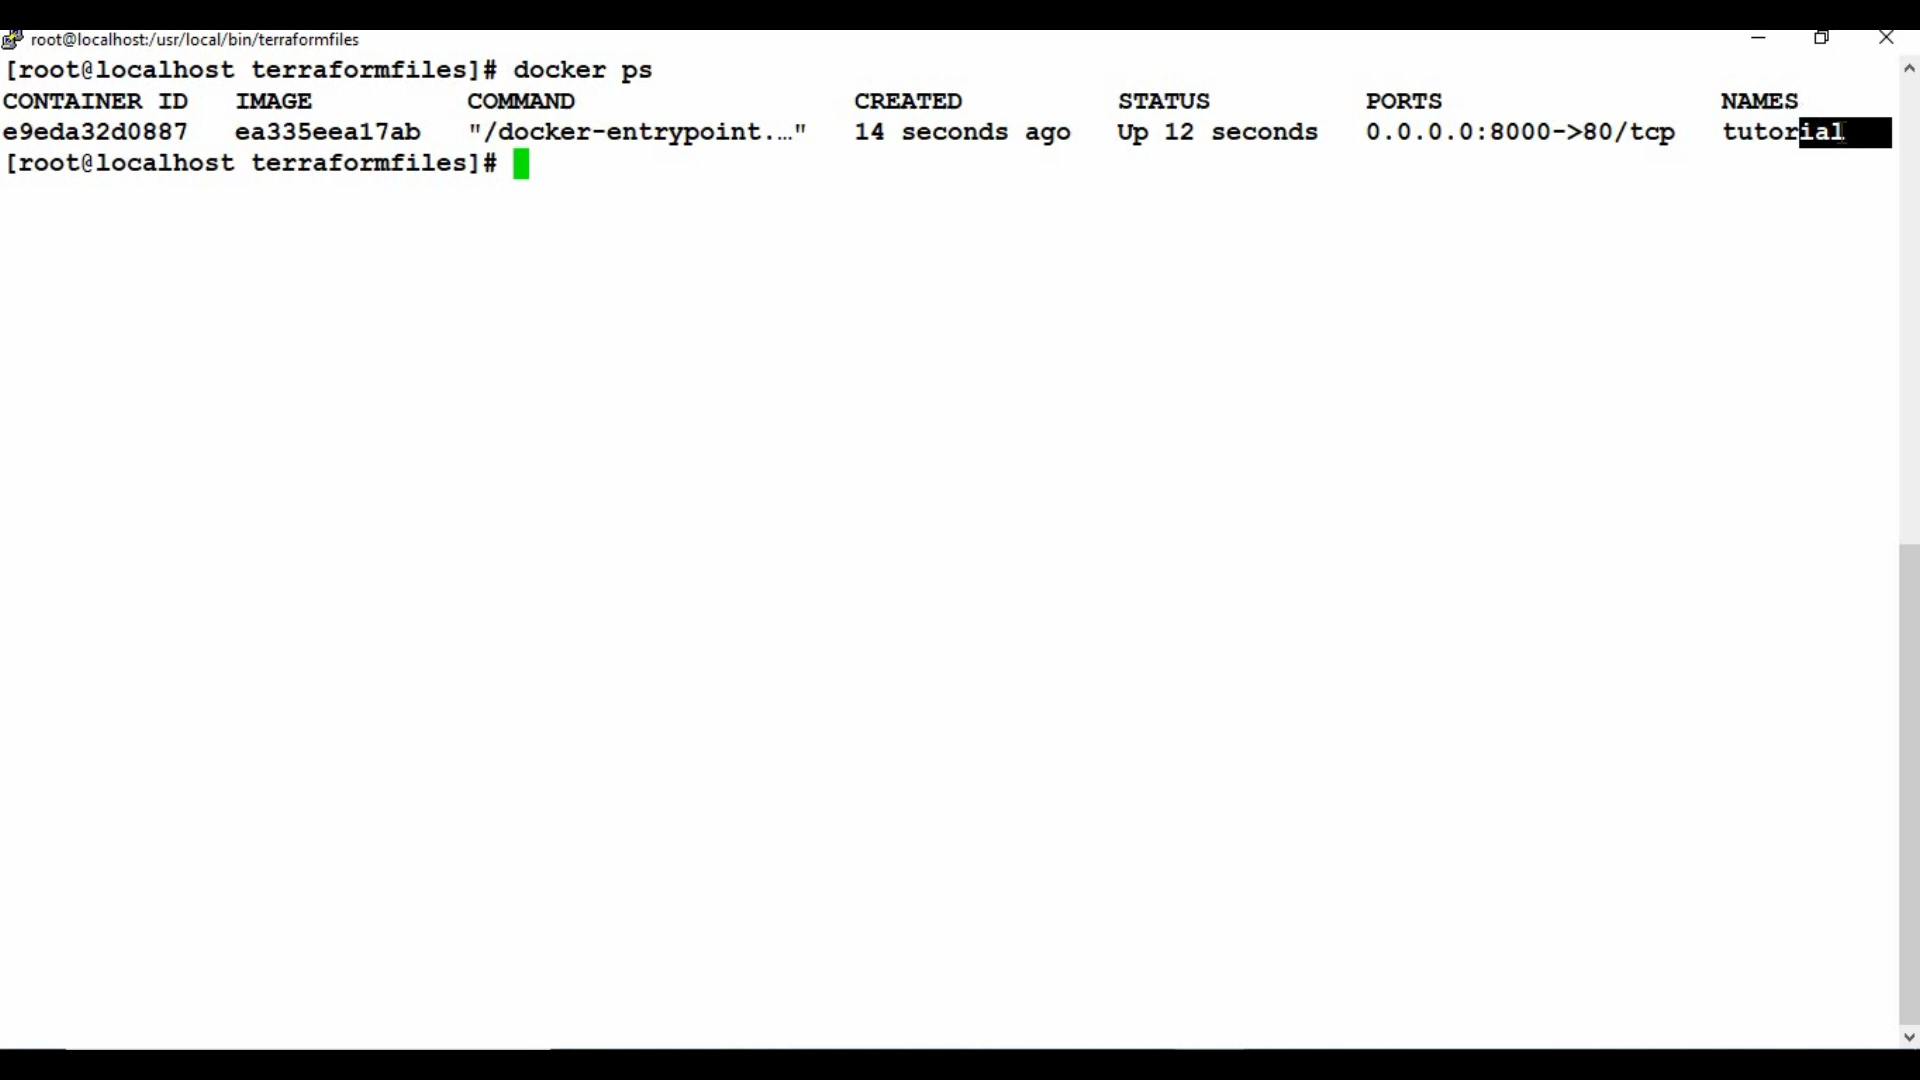 root@localhost:/usr/local/bin/terraformfiles
[root@localhost terraformfiles]# docker ps
CONTAINER ID   IMAGE          COMMAND                  CREATED          STATUS          PORTS                  NAMES
e9eda32d0887   ea335eea17ab   "/docker-entrypoint.…"   14 seconds ago   Up 12 seconds   0.0.0.0:8000->80/tcp   tutorial
[root@localhost terraformfiles]#